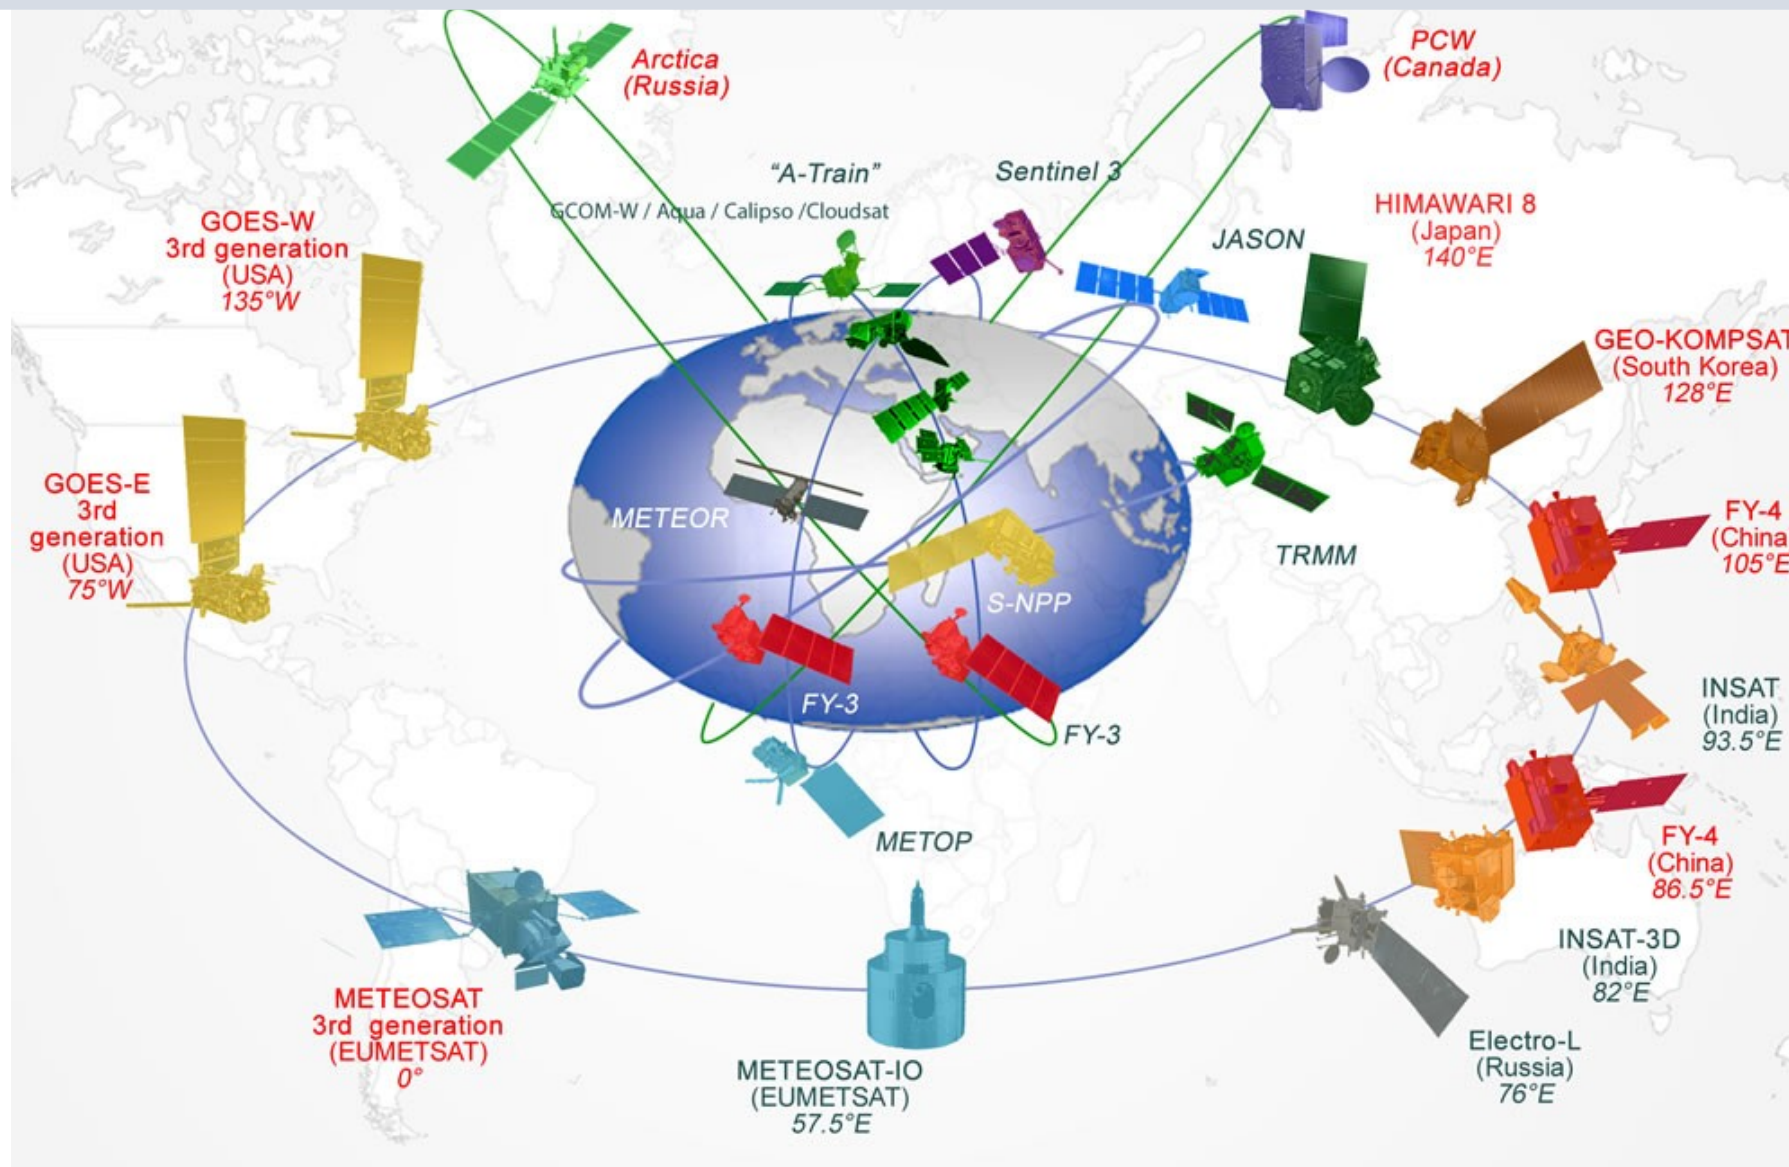 Arctica
(Russia)
PCW
(Canada)
"A-Train"
GCOM-W / Aqua / Calipso /Cloudsat
Sentinel 3
JASON
HIMAWARI 8
(Japan)
140°E
GOES-W
3rd generation
(USA)
135°W
GEO-KOMPSAT
(South Korea)
128°E
GOES-E
3rd
generation
(USA)
75°W
METEOR
FY-4
(China
105°E
TRMM
S-NPP
FY-3
FY-3
INSAT
(India)
93.5°E
METOP
FY-4
(China)
86.5°E
INSAT-3D
(India)
82°E
METEOSAT
3rd generation
(EUMETSAT)
0°
Electro-L
(Russia)
76°E
METEOSAT-IO
(EUMETSAT)
57.5°E